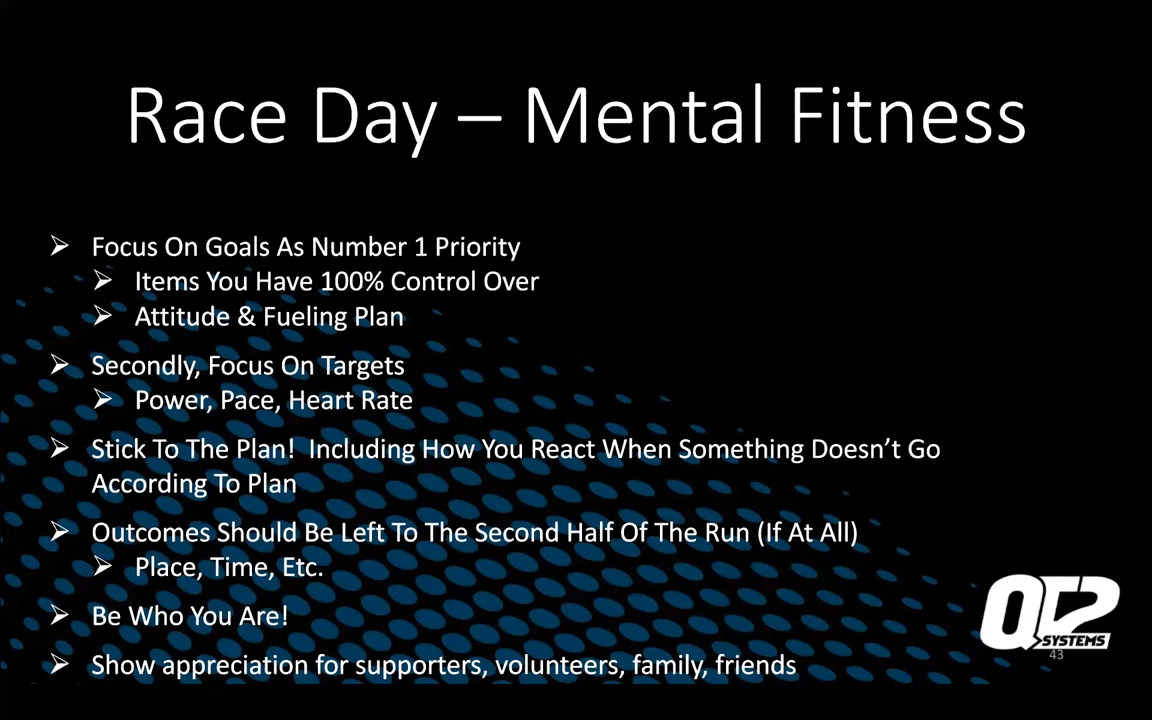 Race Day – Mental Fitness
➢ Focus On Goals As Number 1 Priority
➢ Items You Have 100% Control Over
➢ Attitude & Fueling Plan
➢ Secondly, Focus On Targets
➢ Power, Pace, Heart Rate
➢ Stick To The Plan!  Including How You React When Something Doesn’t Go
According To Plan
➢ Outcomes Should Be Left To The Second Half Of The Run (If At All)
➢ Place, Time, Etc.
➢ Be Who You Are!
➢ Show appreciation for supporters, volunteers, family, friends
QT2
SYSTEMS
43